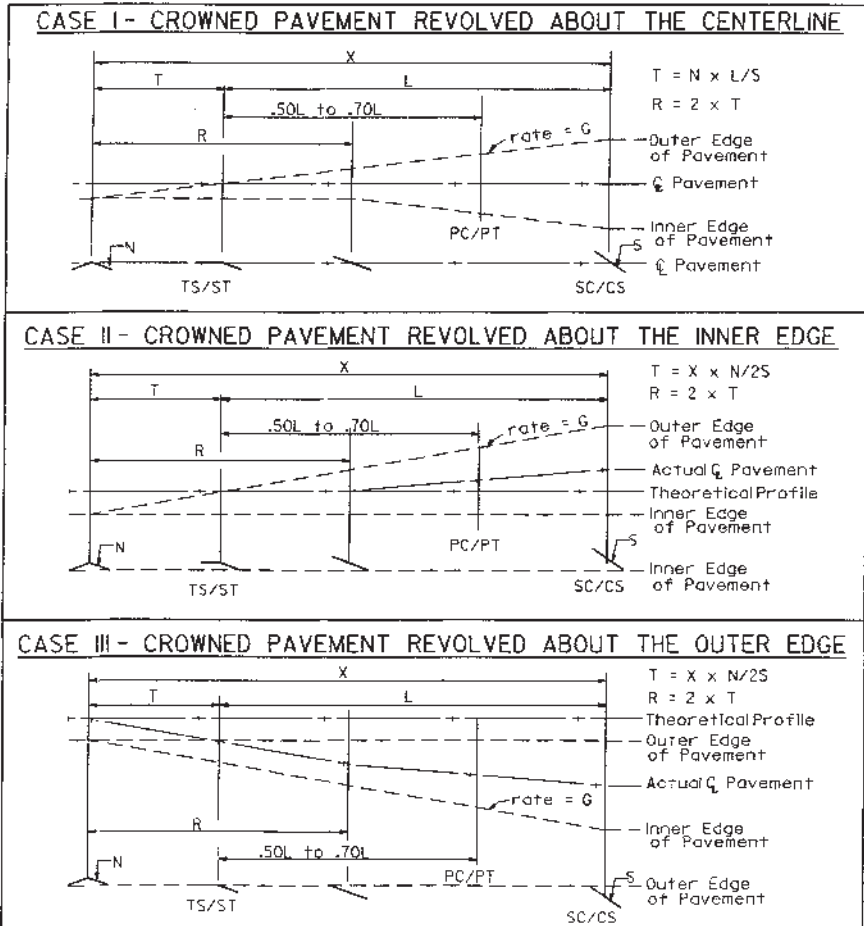 CASE I - CROWNED PAVEMENT REVOLVED ABOUT THE CENTERLINE
X
T = N x L/S
T
L
R = 2 x T
.50L to .70L
rate = G
Outer Edge
of Pavement
R
℄ Pavement
Inner Edge
of Pavement
PC/PT
N
S
℄ Pavement
TS/ST
SC/CS
CASE II - CROWNED PAVEMENT REVOLVED ABOUT THE INNER EDGE
X
T = X x N/2S
T
L
R = 2 x T
.50L to .70L
rate = G
Outer Edge
of Pavement
R
Actual ℄ Pavement
Theoretical Profile
Inner Edge
of Pavement
PC/PT
N
S
Inner Edge
of Pavement
TS/ST
SC/CS
CASE III - CROWNED PAVEMENT REVOLVED ABOUT THE OUTER EDGE
X
T = X x N/2S
T
L
R = 2 x T
Theoretical Profile
Outer Edge
of Pavement
Actual ℄ Pavement
rate = G
R
Inner Edge
of Pavement
.50L to .70L
N
PC/PT
S
Outer Edge
of Pavement
TS/ST
SC/CS